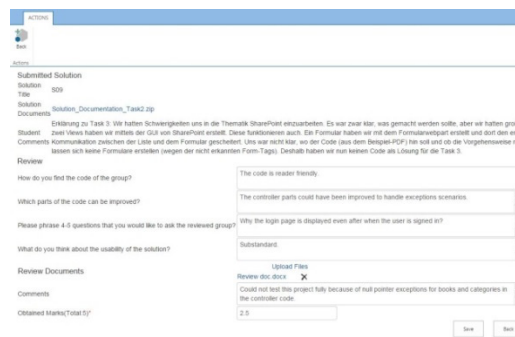 ACTIONS
Back
Actions
Submitted Solution
Solution Title S09
Solution Documents Solution_Documentation_Task2.zip
Student Comments
Erklärung zu Task 3: Wir hatten Schwierigkeiten uns in die Thematik SharePoint einzuarbeiten. Es war zwar klar, was gemacht werden sollte, aber wir hatten gro
zwei Views haben wir mittels der GUI von SharePoint erstellt. Diese funktionieren auch. Ein Formular haben wir mit dem Formularwebpart erstellt und dort den e
Kommunikation zwischen der Liste und dem Formular gescheitert. Uns war nicht klar, wo der Code (aus dem Beispiel-PDF) hin soll und ob die Vorgehensweise
lassen sich keine Formulare erstellen (wegen der nicht erkannten Form-Tags). Deshalb haben wir nun keinen Code als Lösung für die Task 3.
Review
How do you find the code of the group?
The code is reader friendly.
Which parts of the code can be improved?
The controller parts could have been improved to handle exceptions scenarios.
Please phrase 4-5 questions that you would like to ask the reviewed group?
Why the login page is displayed even after when the user is signed in?
What do you think about the usability of the solution?
Substandard.
Review Documents
Upload Files
Review doc.docx X
Comments
Could not test this project fully because of null pointer exceptions for books and categories in
the controller code
Obtained Marks(Total:5)*
2.5
Save Back